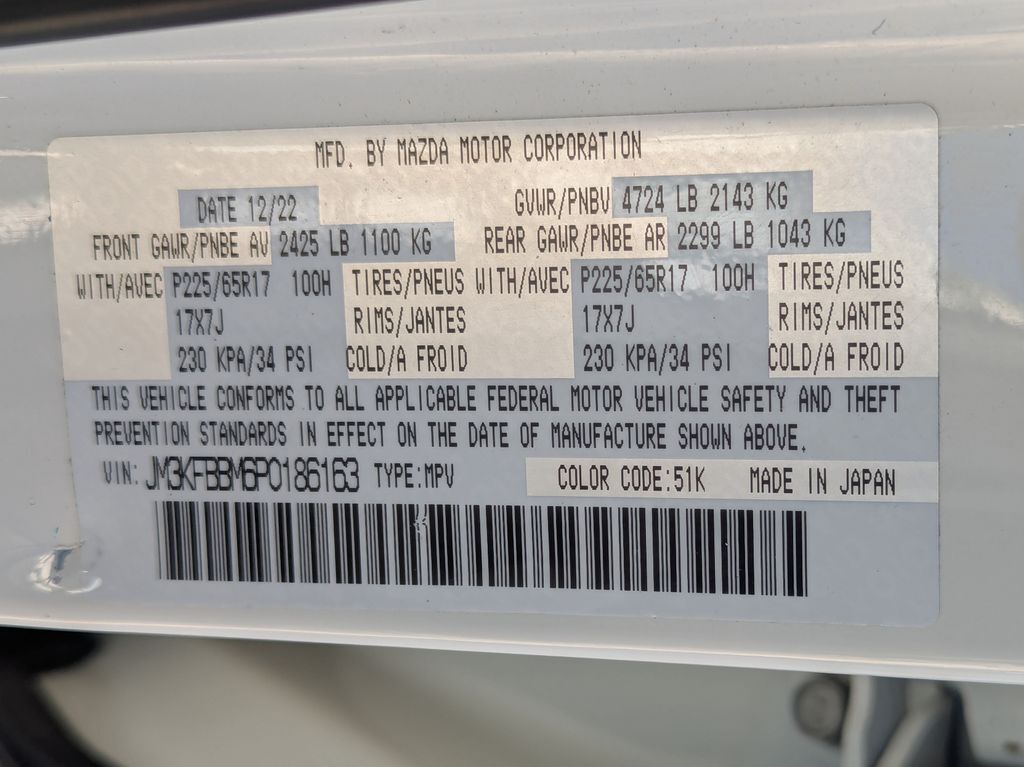 MFD. BY MAZDA MOTOR CORPORATION
DATE 12/22 GVWR/PNBV 4724 LB 2143 KG
FRONT GAWR/PNBE AV 2425 LB 1100 KG REAR GAWR/PNBE AR 2299 LB 1043 KG
WITH/AVEC P225/65R17 100H TIRES/PNEUS WITH/AVEC P225/65R17 100H TIRES/PNEUS
17X7J RIMS/JANTES 17X7J RIMS/JANTES
230 KPA/34 PSI COLD/A FROID 230 KPA/34 PSI COLD/A FROID
THIS VEHICLE CONFORMS TO ALL APPLICABLE FEDERAL MOTOR VEHICLE SAFETY AND THEFT
PREVENTION STANDARDS IN EFFECT ON THE DATE OF MANUFACTURE SHOWN ABOVE.
VIN: JM3KFBBM6P0186163 TYPE:MPV COLOR CODE:51K MADE IN JAPAN